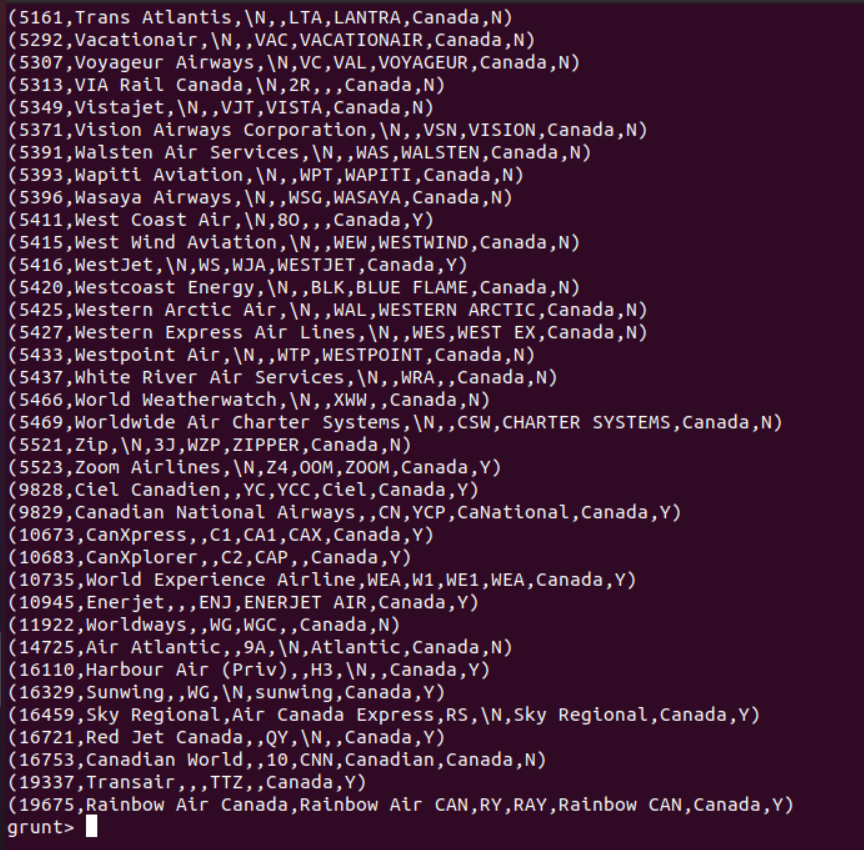 (5161,Trans Atlantis,\N,,LTA,LANTRA,Canada,N)
(5292,Vacationair,\N,,VAC,VACATIONAIR,Canada,N)
(5307,Voyageur Airways,\N,VC,VAL,VOYAGEUR,Canada,N)
(5313,VIA Rail Canada,\N,2R,,,Canada,N)
(5349,Vistajet,\N,,VJT,VISTA,Canada,N)
(5371,Vision Airways Corporation,\N,,VSN,VISION,Canada,N)
(5391,Walsten Air Services,\N,,WAS,WALSTEN,Canada,N)
(5393,Wapiti Aviation,\N,,WPT,WAPITI,Canada,N)
(5396,Wasaya Airways,\N,,WSG,WASAYA,Canada,N)
(5411,West Coast Air,\N,8O,,,Canada,Y)
(5415,West Wind Aviation,\N,,WEW,WESTWIND,Canada,N)
(5416,WestJet,\N,WS,WJA,WESTJET,Canada,Y)
(5420,Westcoast Energy,\N,,BLK,BLUE FLAME,Canada,N)
(5425,Western Arctic Air,\N,,WAL,WESTERN ARCTIC,Canada,N)
(5427,Western Express Air Lines,\N,,WES,WEST EX,Canada,N)
(5433,Westpoint Air,\N,,WTP,WESTPOINT,Canada,N)
(5437,White River Air Services,\N,,WRA,,Canada,N)
(5466,World Weatherwatch,\N,,XWW,,Canada,N)
(5469,Worldwide Air Charter Systems,\N,,CSW,CHARTER SYSTEMS,Canada,N)
(5521,Zip,\N,3J,WZP,ZIPPER,Canada,N)
(5523,Zoom Airlines,\N,Z4,OOM,ZOOM,Canada,Y)
(9828,Ciel Canadien,,YC,YCC,Ciel,Canada,Y)
(9829,Canadian National Airways,,CN,YCP,CaNational,Canada,Y)
(10673,CanXpress,,C1,CA1,CAX,Canada,Y)
(10683,CanXplorer,,C2,CAP,,Canada,Y)
(10735,World Experience Airline,WEA,W1,WE1,WEA,Canada,Y)
(10945,Enerjet,,,ENJ,ENERJET AIR,Canada,Y)
(11922,Worldways,,WG,WGC,,Canada,N)
(14725,Air Atlantic,,9A,\N,Atlantic,Canada,N)
(16110,Harbour Air (Priv),,H3,\N,,Canada,Y)
(16329,Sunwing,,WG,\N,sunwing,Canada,Y)
(16459,Sky Regional,Air Canada Express,RS,\N,Sky Regional,Canada,Y)
(16721,Red Jet Canada,,QY,\N,,Canada,Y)
(16753,Canadian World,,10,CNN,Canadian,Canada,N)
(19337,Transair,,,TTZ,,Canada,Y)
(19675,Rainbow Air Canada,Rainbow Air CAN,RY,RAY,Rainbow CAN,Canada,Y)
grunt>